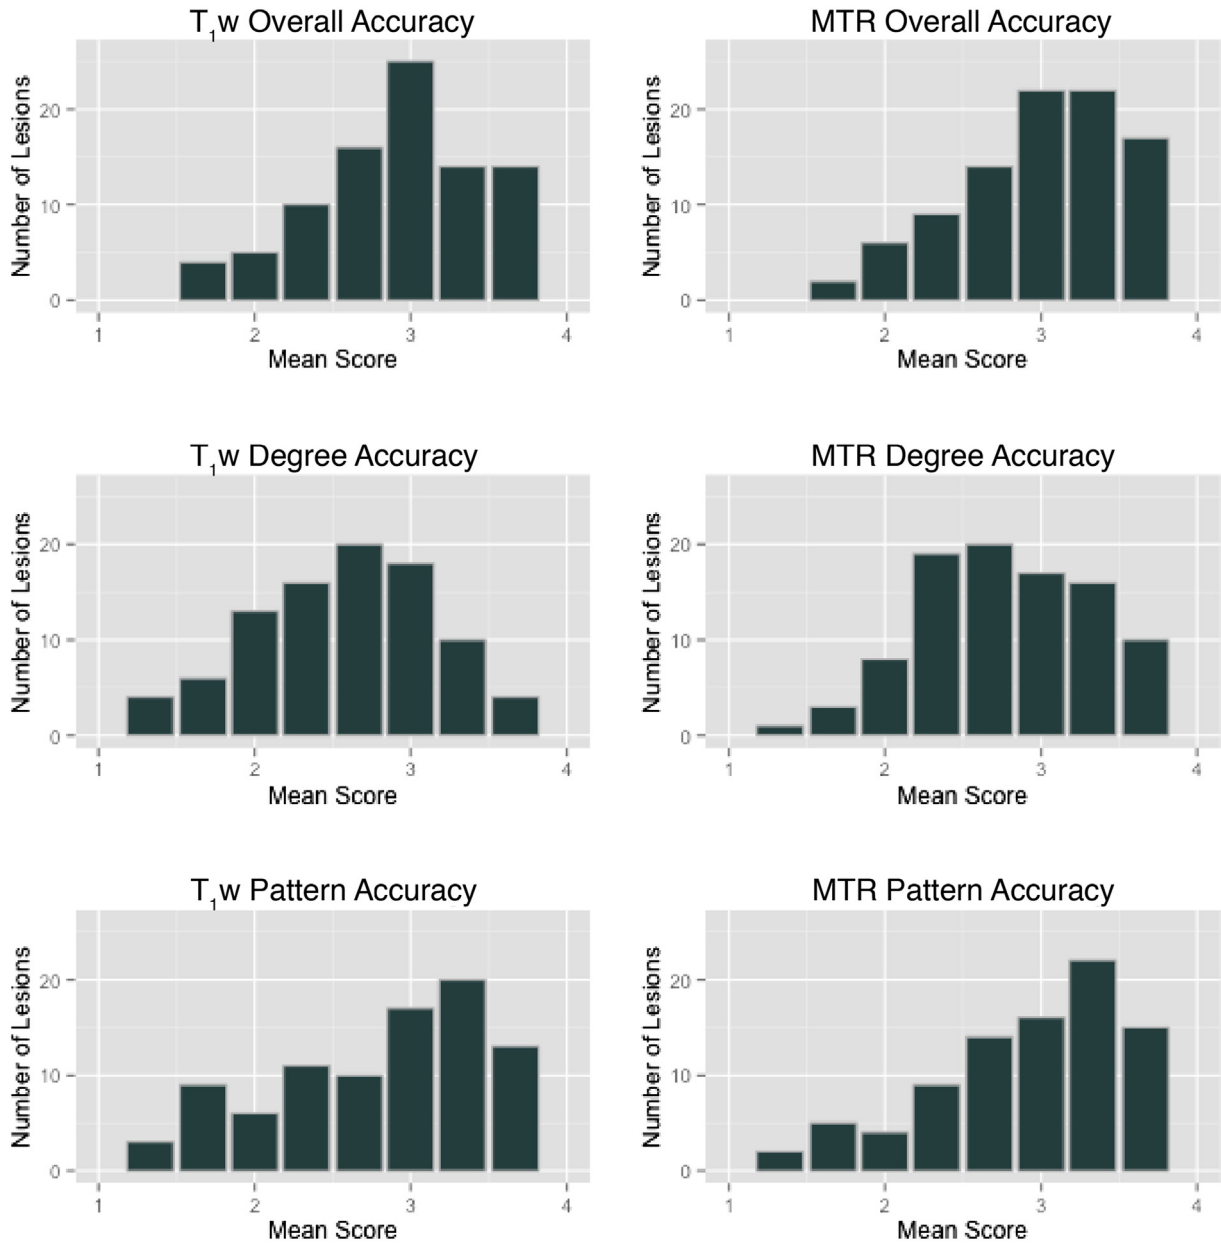 T₁w Overall Accuracy
Number of Lesions
20
10
0
1 2 3 4
Mean Score
MTR Overall Accuracy
Number of Lesions
20
10
0
1 2 3 4
Mean Score
T₁w Degree Accuracy
Number of Lesions
20
10
0
1 2 3 4
Mean Score
MTR Degree Accuracy
Number of Lesions
20
10
0
1 2 3 4
Mean Score
T₁w Pattern Accuracy
Number of Lesions
20
10
0
1 2 3 4
Mean Score
MTR Pattern Accuracy
Number of Lesions
20
10
0
1 2 3 4
Mean Score